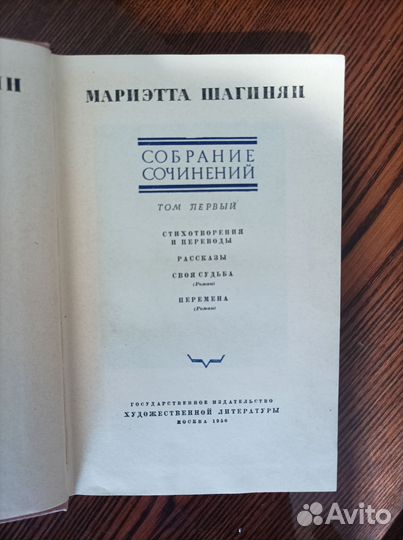 МАРИЭТТА ШАГИНЯН
СОБРАНИЕ
СОЧИНЕНИЙ
ТОМ ПЕРВЫЙ
СТИХОТВОРЕНИЯ
И ПЕРЕВОДЫ
РАССКАЗЫ
СВОЯ СУДЬБА
(Роман)
ПЕРЕМЕНА
(Роман)
ГОСУДАРСТВЕННОЕ ИЗДАТЕЛЬСТВО
ХУДОЖЕСТВЕННОЙ ЛИТЕРАТУРЫ
МОСКВА 1956
Avito